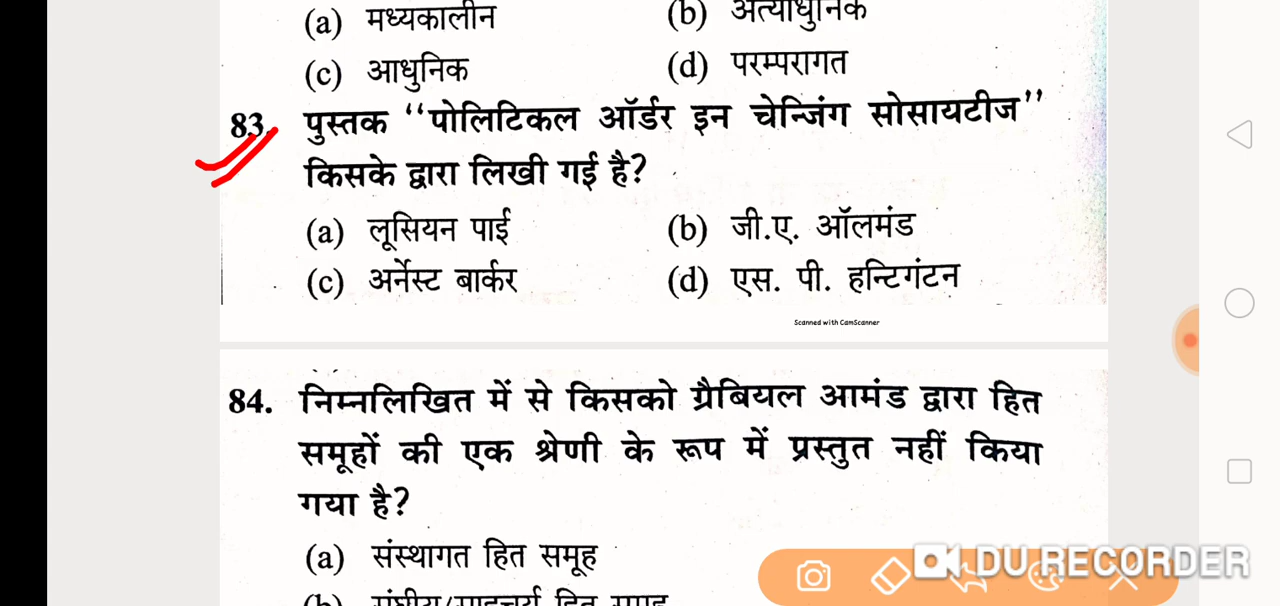 (a) मध्यकालीन (b) अत्याधुनिक
(c) आधुनिक (d) परम्परागत
83. पुस्तक “पोलिटिकल ऑर्डर इन चेन्जिंग सोसायटीज”
किसके द्वारा लिखी गई है?
(a) लूसियन पाई (b) जी.ए. ऑलमंड
(c) अर्नेस्ट बार्कर (d) एस. पी. हन्टिगंटन
Scanned with CamScanner
84. निम्नलिखित में से किसको ग्रैबियल आमंड द्वारा हित
समूहों की एक श्रेणी के रूप में प्रस्तुत नहीं किया
गया है?
(a) संस्थागत हित समूह
DU RECORDER